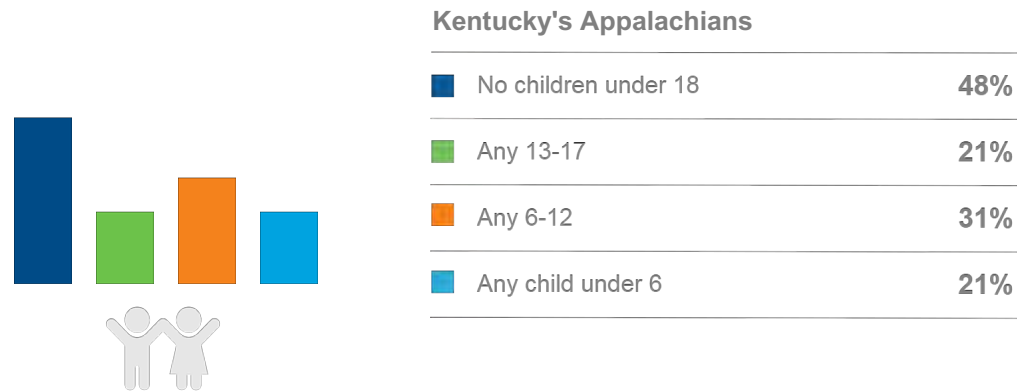 Kentucky's Appalachians
No children under 18 48%
Any 13-17 21%
Any 6-12 31%
Any child under 6 21%